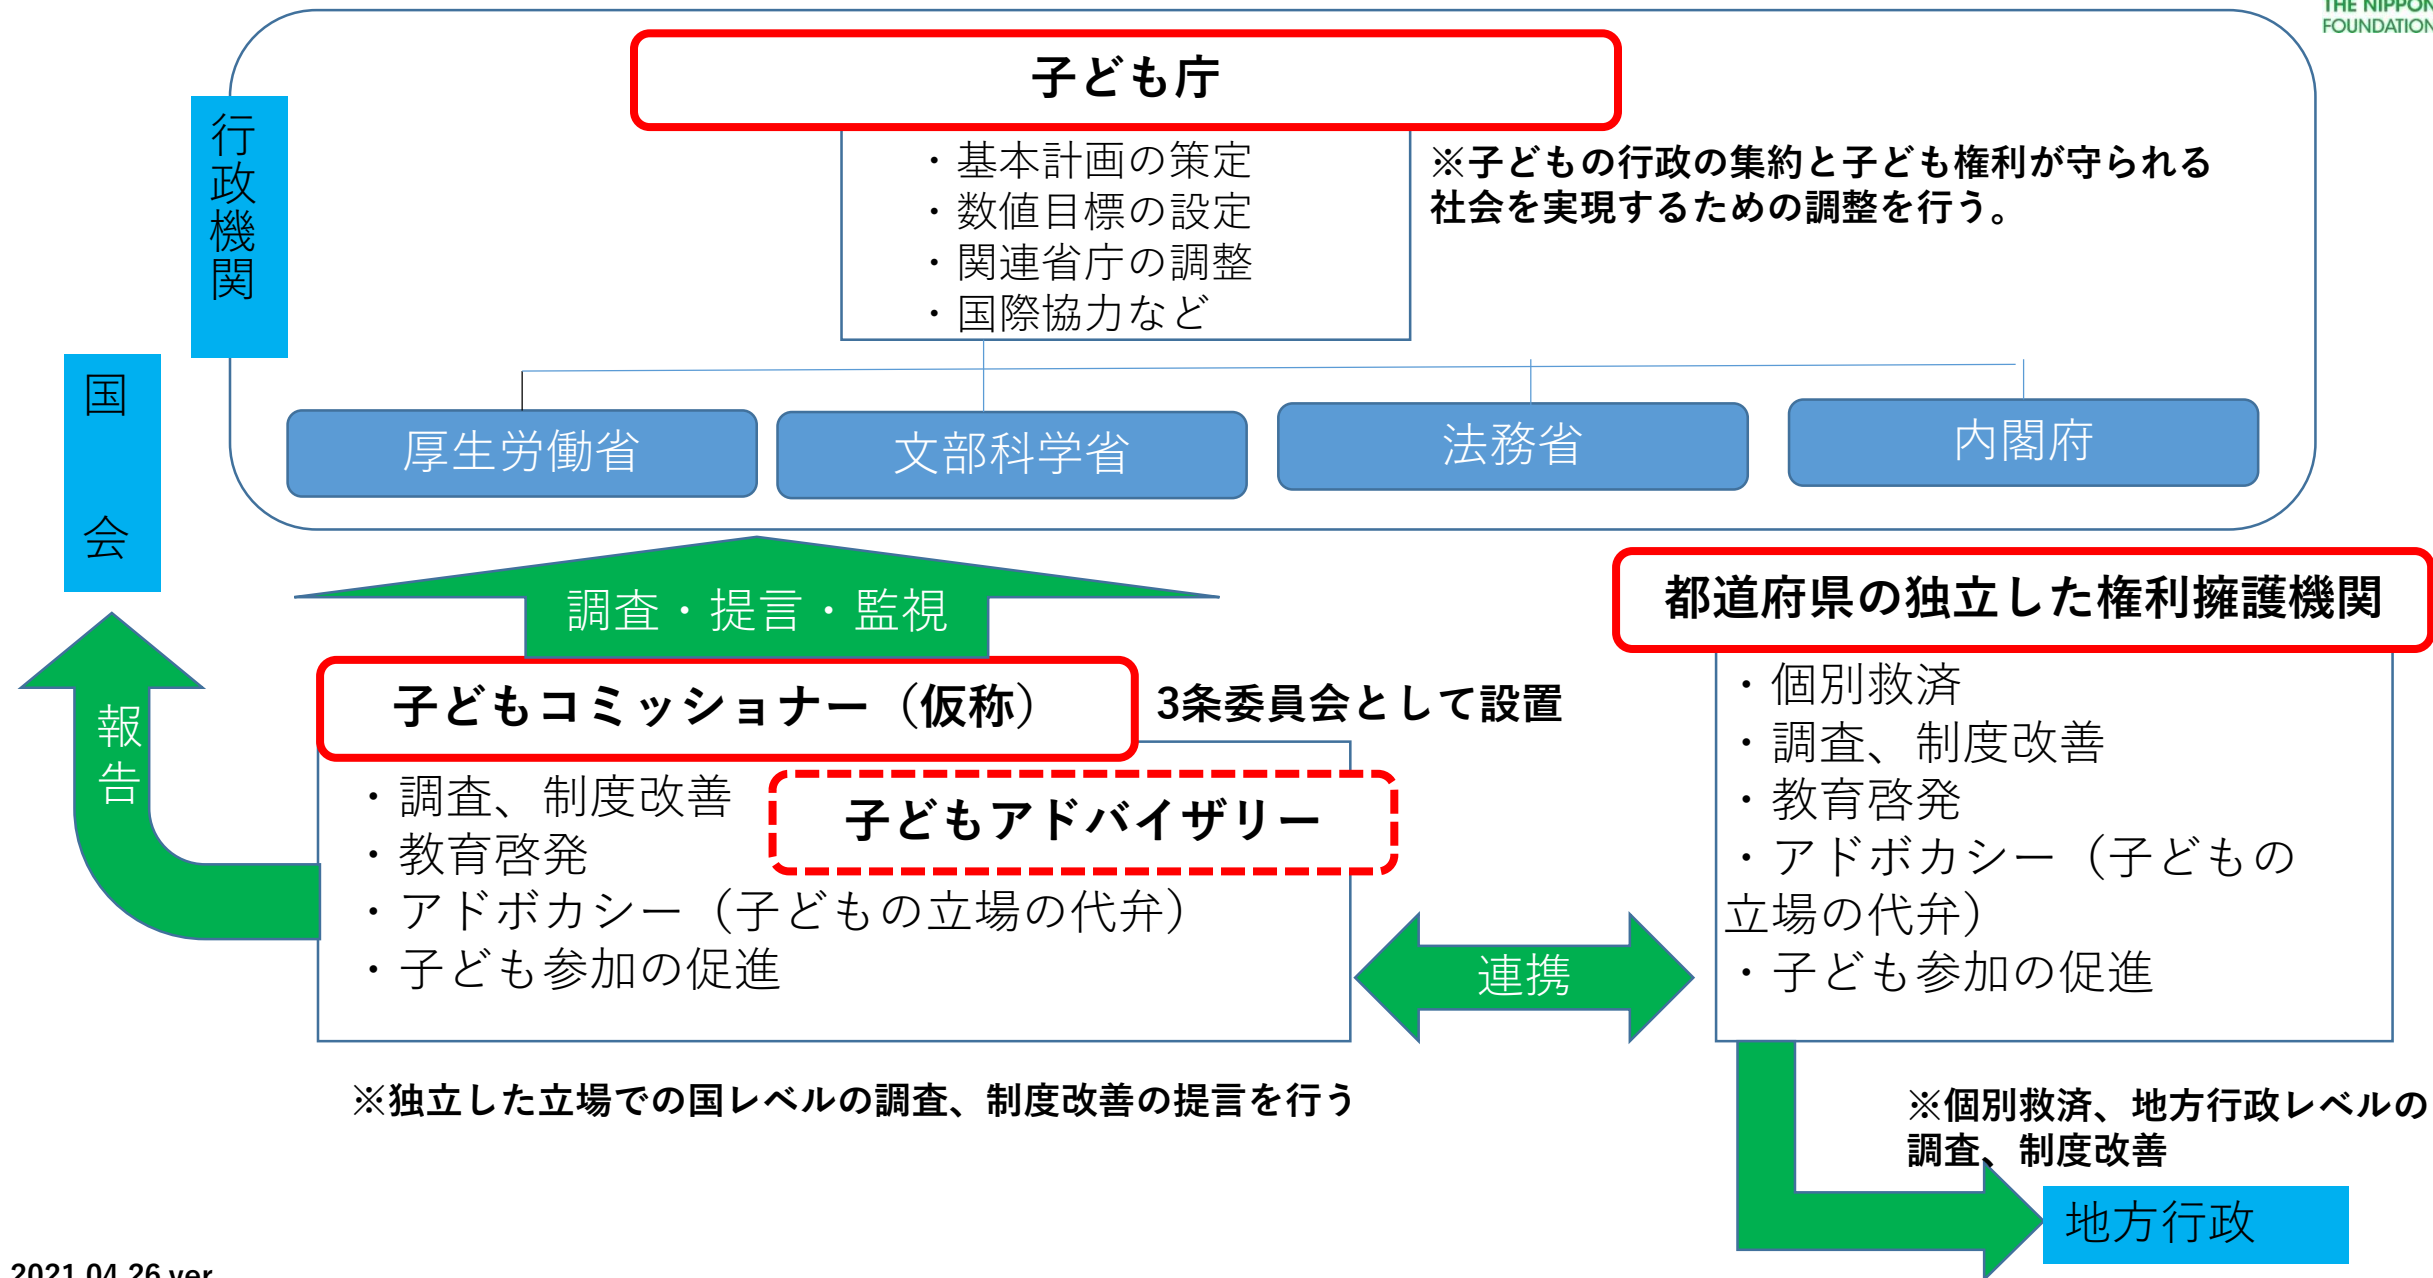 THE NIPPON
FOUNDATION
子ども庁
行政機関
・基本計画の策定
・数値目標の設定
・関連省庁の調整
・国際協力など
※子どもの行政の集約と子ども権利が守られる
社会を実現するための調整を行う。
国会
厚生労働省
文部科学省
法務省
内閣府
調査・提言・監視
報告
子どもコミッショナー（仮称）
3条委員会として設置
子どもアドバイザリー
・調査、制度改善
・教育啓発
・アドボカシー（子どもの立場の代弁）
・子ども参加の促進
※独立した立場での国レベルの調査、制度改善の提言を行う
連携
都道府県の独立した権利擁護機関
・個別救済
・調査、制度改善
・教育啓発
・アドボカシー（子どもの
立場の代弁）
・子ども参加の促進
※個別救済、地方行政レベルの
調査、制度改善
地方行政
2021.04.26 ver